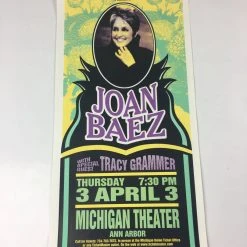 JOAN
BAEZ
WITH
SPECIAL
GUEST
TRACY GRAMMER
THURSDAY 7:30 PM
3 APRIL 3
MICHIGAN THEATER
ANN ARBOR